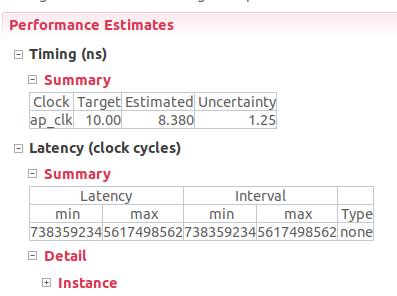 Performance Estimates
Timing (ns)
Summary
Clock Target Estimated Uncertainty
ap_clk 10.00 8.380 1.25
Latency (clock cycles)
Summary
Latency Interval
min max min max Type
738359234 5617498562 738359234 5617498562 none
Detail
Instance